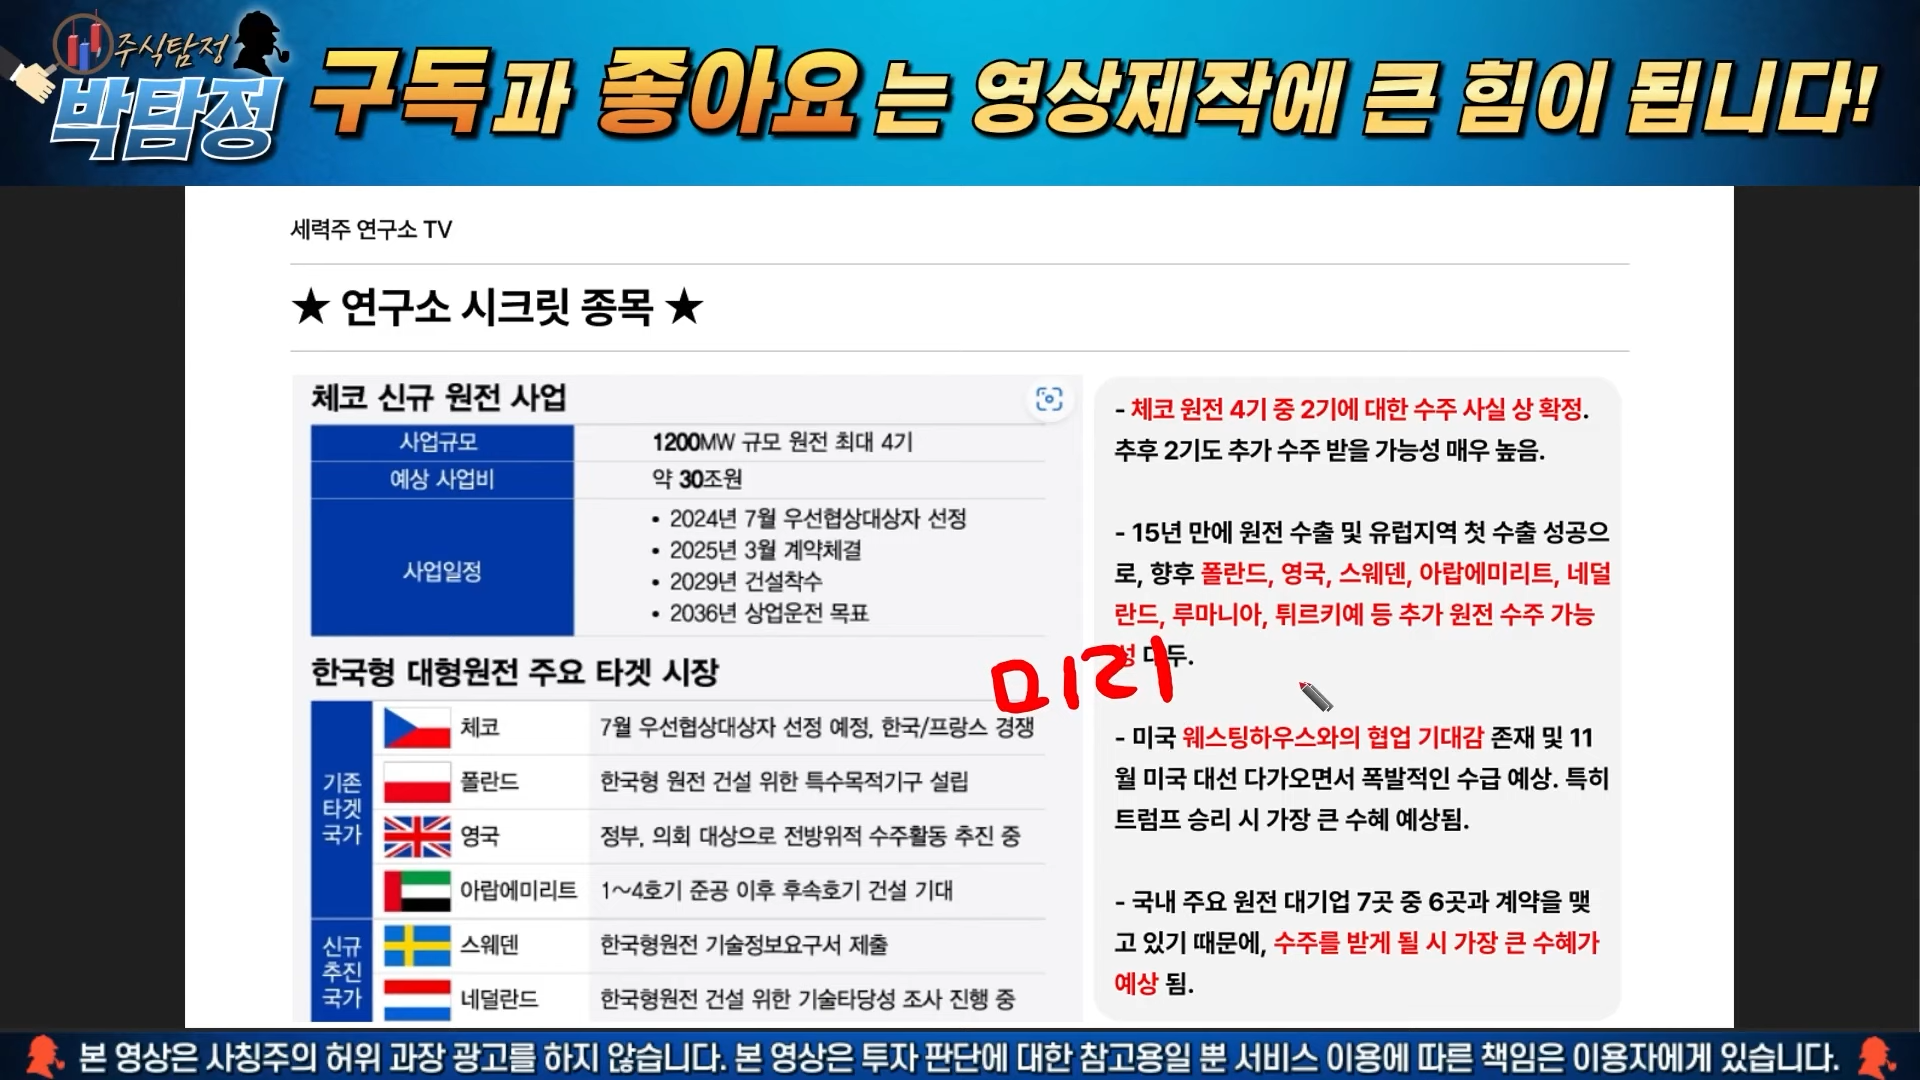 주식탐정
박탐정
구독과 좋아요는 영상제작에 큰 힘이 됩니다!
세력주 연구소 TV
★ 연구소 시크릿 종목 ★
체코 신규 원전 사업
사업규모 1200MW 규모 원전 최대 4기
예상 사업비 약 30조원
사업일정
• 2024년 7월 우선협상대상자 선정
• 2025년 3월 계약체결
• 2029년 건설착수
• 2036년 상업운전 목표
한국형 대형원전 주요 타겟 시장
기존
타겟
국가
체코 7월 우선협상대상자 선정 예정, 한국/프랑스 경쟁
폴란드 한국형 원전 건설 위한 특수목적기구 설립
영국 정부, 의회 대상으로 전방위적 수주활동 추진 중
아랍에미리트 1~4호기 준공 이후 후속호기 건설 기대
신규
추진
국가
스웨덴 한국형원전 기술정보요구서 제출
네덜란드 한국형원전 건설 위한 기술타당성 조사 진행 중
- 체코 원전 4기 중 2기에 대한 수주 사실 상 확정.
추후 2기도 추가 수주 받을 가능성 매우 높음.
- 15년 만에 원전 수출 및 유럽지역 첫 수출 성공으
로, 향후 폴란드, 영국, 스웨덴, 아랍에미리트, 네덜
란드, 루마니아, 튀르키예 등 추가 원전 수주 가능
성 대두.
미리
- 미국 웨스팅하우스와의 협업 기대감 존재 및 11
월 미국 대선 다가오면서 폭발적인 수급 예상. 특히
트럼프 승리 시 가장 큰 수혜 예상됨.
- 국내 주요 원전 대기업 7곳 중 6곳과 계약을 맺
고 있기 때문에, 수주를 받게 될 시 가장 큰 수혜가
예상 됨.
본 영상은 사칭주의 허위 과장 광고를 하지 않습니다. 본 영상은 투자 판단에 대한 참고용일 뿐 서비스 이용에 따른 책임은 이용자에게 있습니다.